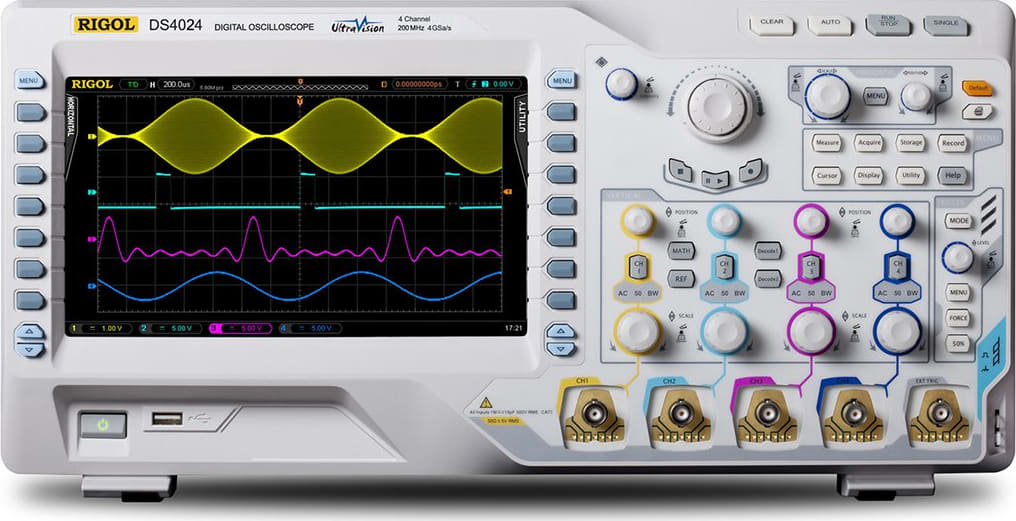 RIGOL DS4024 DIGITAL OSCILLOSCOPE UltraVision
4 Channel
200 MHz 4GSa/s
CLEAR AUTO RUN STOP SINGLE
MENU
RIGOL TD H 200.0us 0.00000000ps T 2 0.00 V
MENU
HORIZONTAL
UTILITY
1 = 1.00 V 2 = 5.00 V 3 = 5.00 V 4 = 5.00 V 17:21
MENU
Default
Measure Acquire Storage Record
Cursor Display Utility Help
VERTICAL
POSITION
POSITION
MATH
REF
Decode1
Decode2
CH 1
CH 2
CH 3
CH 4
AC 50 BW
AC 50 BW
AC 50 BW
AC 50 BW
SCALE
SCALE
MODE
LEVEL
MENU
FORCE
50%
CH1 CH2 CH3 EXT TRIG